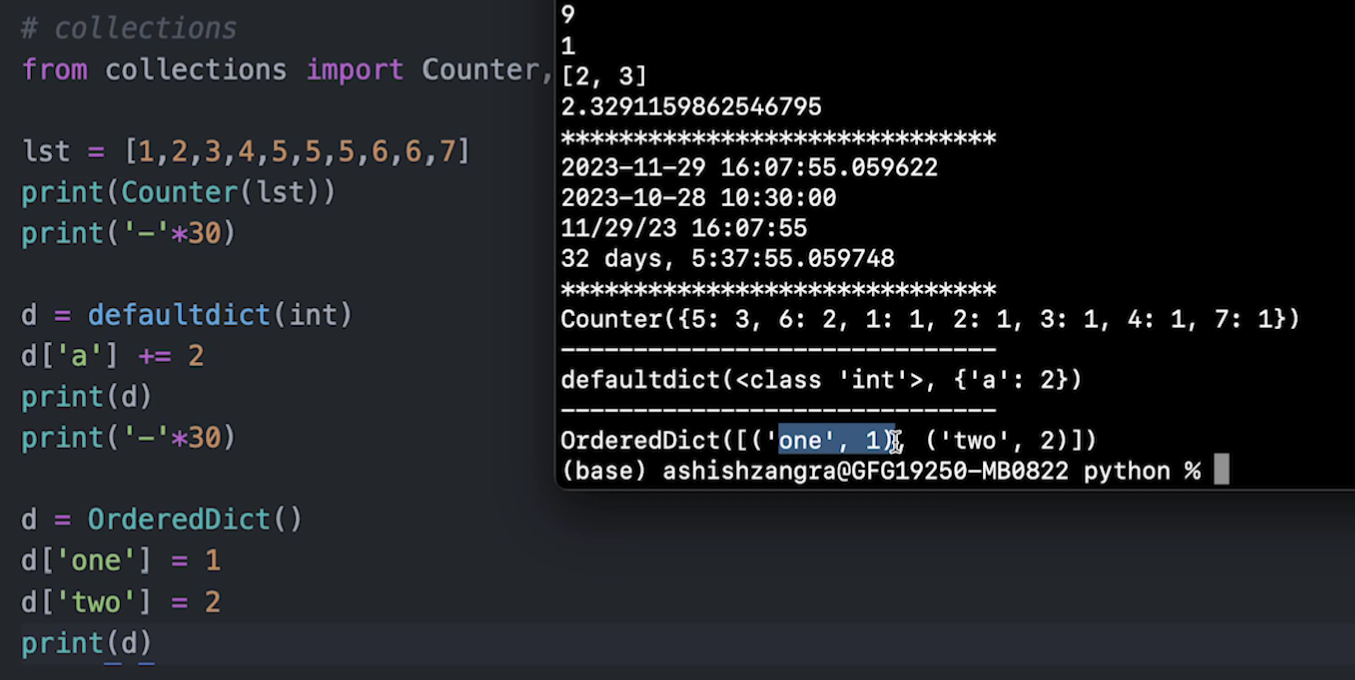 # collections
from collections import Counter,
lst = [1,2,3,4,5,5,5,6,6,7]
print(Counter(lst))
print('-'*30)
d = defaultdict(int)
d['a'] += 2
print(d)
print('-'*30)
d = OrderedDict()
d['one'] = 1
d['two'] = 2
print(d)
9
1
[2, 3]
2.3291159862546795
******************************
2023-11-29 16:07:55.059622
2023-10-28 10:30:00
11/29/23 16:07:55
32 days, 5:37:55.059748
******************************
Counter({5: 3, 6: 2, 1: 1, 2: 1, 3: 1, 4: 1, 7: 1})
------------------------------
defaultdict(<class 'int'>, {'a': 2})
------------------------------
OrderedDict([('one', 1), ('two', 2)])
(base) ashishzangra@GFG19250-MB0822 python %